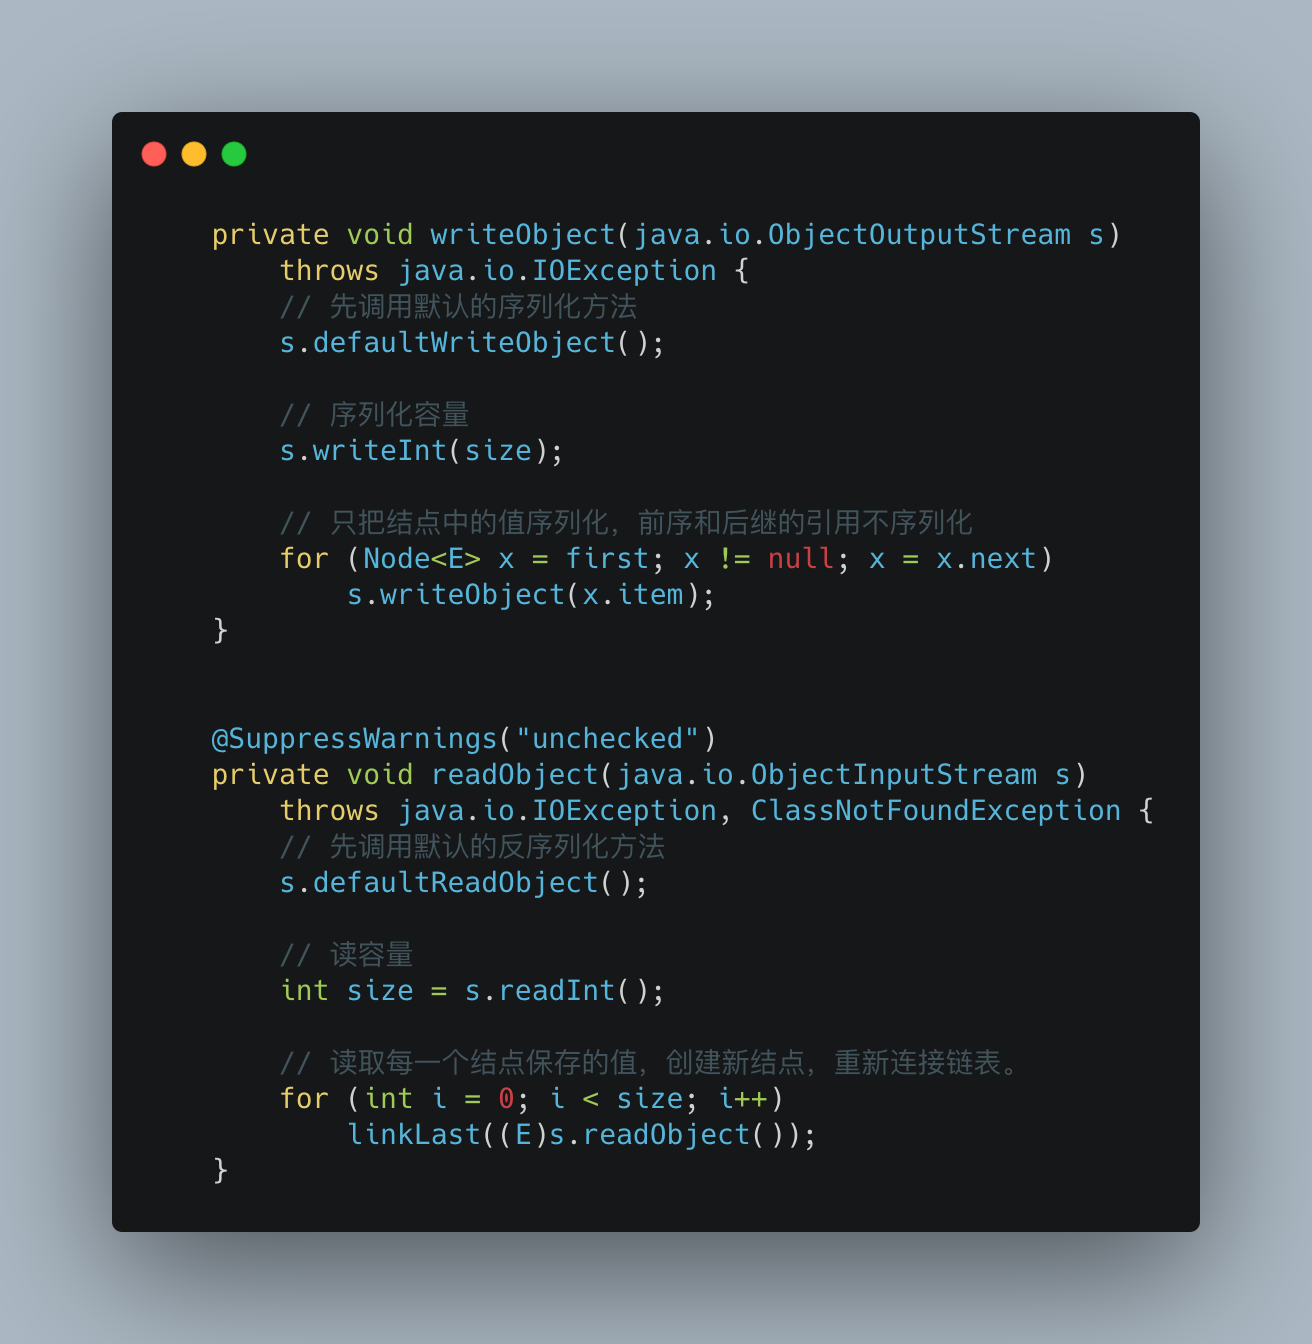 private void writeObject(java.io.ObjectOutputStream s)
    throws java.io.IOException {
    // 先调用默认的序列化方法
    s.defaultWriteObject();

    // 序列化容量
    s.writeInt(size);

    // 只把结点中的值序列化，前序和后继的引用不序列化
    for (Node<E> x = first; x != null; x = x.next)
        s.writeObject(x.item);
}

@SuppressWarnings("unchecked")
private void readObject(java.io.ObjectInputStream s)
    throws java.io.IOException, ClassNotFoundException {
    // 先调用默认的反序列化方法
    s.defaultReadObject();

    // 读容量
    int size = s.readInt();

    // 读取每一个结点保存的值，创建新结点，重新连接链表。
    for (int i = 0; i < size; i++)
        linkLast((E)s.readObject());
}